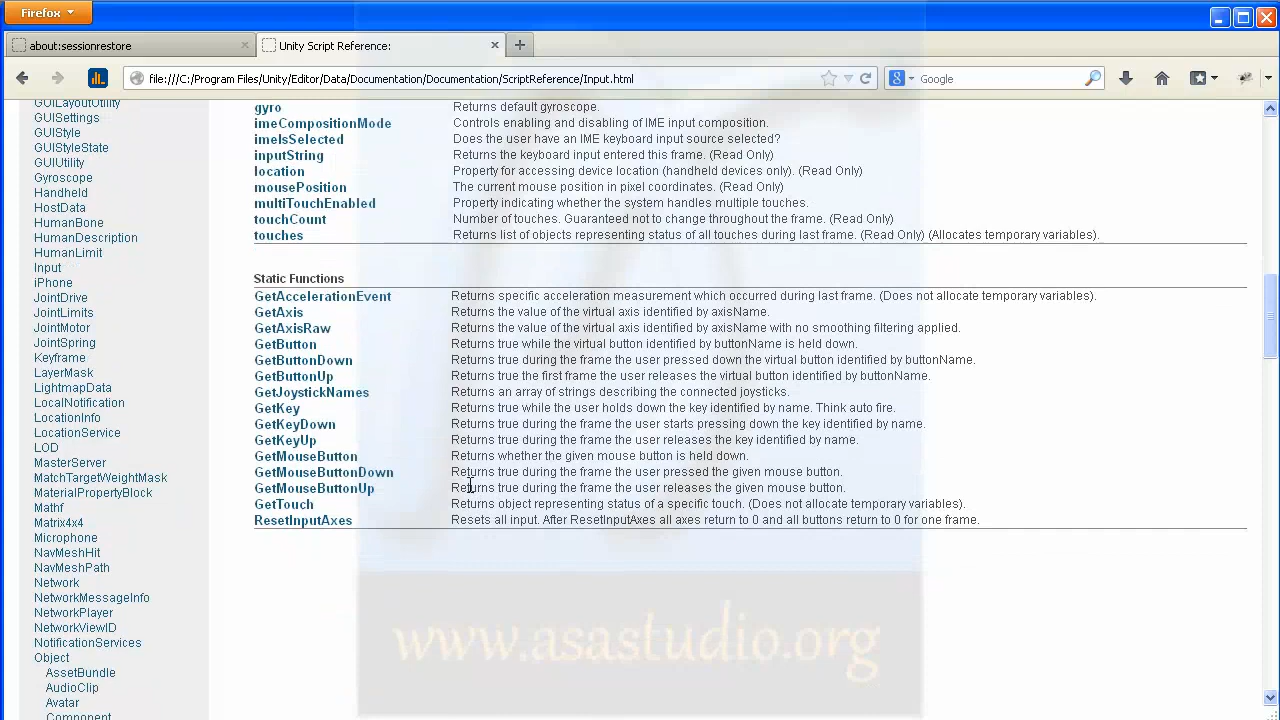 Firefox
about:sessionrestore
Unity Script Reference:
file:///C:/Program Files/Unity/Editor/Data/Documentation/Documentation/ScriptReference/Input.html
Google
GUILayoutUtility
GUISettings
GUIStyle
GUIStyleState
GUIUtility
Gyroscope
Handheld
HostData
HumanBone
HumanDescription
HumanLimit
Input
iPhone
JointDrive
JointLimits
JointMotor
JointSpring
Keyframe
LayerMask
LightmapData
LocalNotification
LocationInfo
LocationService
LOD
MasterServer
MatchTargetWeightMask
MaterialPropertyBlock
Mathf
Matrix4x4
Microphone
NavMeshHit
NavMeshPath
Network
NetworkMessageInfo
NetworkPlayer
NetworkViewID
NotificationServices
Object
AssetBundle
AudioClip
Avatar
Component
gyro Returns default gyroscope.
imeCompositionMode Controls enabling and disabling of IME input composition.
imeIsSelected Does the user have an IME keyboard input source selected?
inputString Returns the keyboard input entered this frame. (Read Only)
location Property for accessing device location (handheld devices only). (Read Only)
mousePosition The current mouse position in pixel coordinates. (Read Only)
multiTouchEnabled Property indicating whether the system handles multiple touches.
touchCount Number of touches. Guaranteed not to change throughout the frame. (Read Only)
touches Returns list of objects representing status of all touches during last frame. (Read Only) (Allocates temporary variables).
Static Functions
GetAccelerationEvent Returns specific acceleration measurement which occurred during last frame. (Does not allocate temporary variables).
GetAxis Returns the value of the virtual axis identified by axisName.
GetAxisRaw Returns the value of the virtual axis identified by axisName with no smoothing filtering applied.
GetButton Returns true while the virtual button identified by buttonName is held down.
GetButtonDown Returns true during the frame the user pressed down the virtual button identified by buttonName.
GetButtonUp Returns true the first frame the user releases the virtual button identified by buttonName.
GetJoystickNames Returns an array of strings describing the connected joysticks.
GetKey Returns true while the user holds down the key identified by name. Think auto fire.
GetKeyDown Returns true during the frame the user starts pressing down the key identified by name.
GetKeyUp Returns true during the frame the user releases the key identified by name.
GetMouseButton Returns whether the given mouse button is held down.
GetMouseButtonDown Returns true during the frame the user pressed the given mouse button.
GetMouseButtonUp Returns true during the frame the user releases the given mouse button.
GetTouch Returns object representing status of a specific touch. (Does not allocate temporary variables).
ResetInputAxes Resets all input. After ResetInputAxes all axes return to 0 and all buttons return to 0 for one frame.
www.asastudio.org